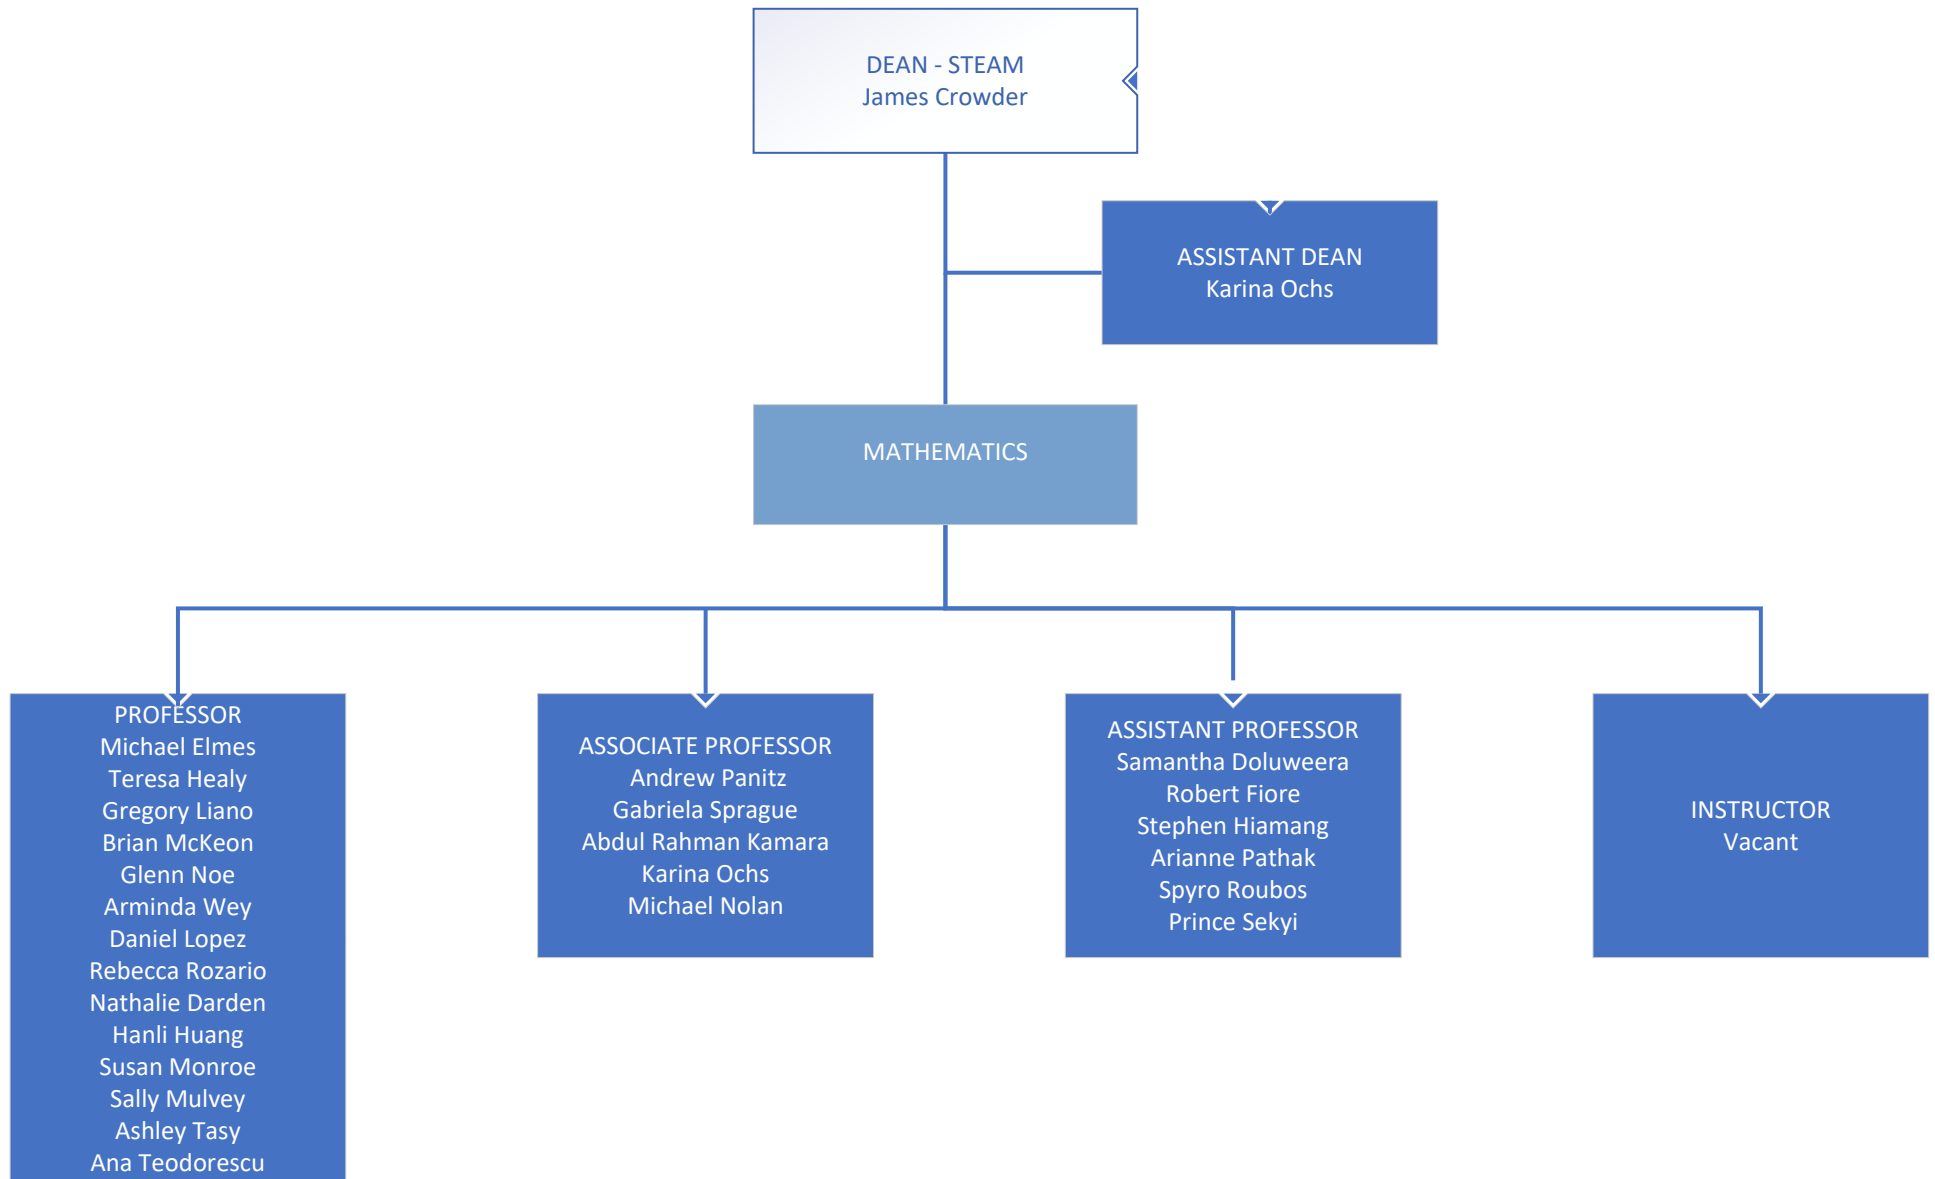 DEAN - STEAM
James Crowder
ASSISTANT DEAN
Karina Ochs
MATHEMATICS
PROFESSOR
Michael Elmes
Teresa Healy
Gregory Liano
Brian McKeon
Glenn Noe
Arminda Wey
Daniel Lopez
Rebecca Rozario
Nathalie Darden
Hanli Huang
Susan Monroe
Sally Mulvey
Ashley Tasy
Ana Teodorescu
ASSOCIATE PROFESSOR
Andrew Panitz
Gabriela Sprague
Abdul Rahman Kamara
Karina Ochs
Michael Nolan
ASSISTANT PROFESSOR
Samantha Doluweera
Robert Fiore
Stephen Hiamang
Arianne Pathak
Spyro Roubos
Prince Sekyi
INSTRUCTOR
Vacant